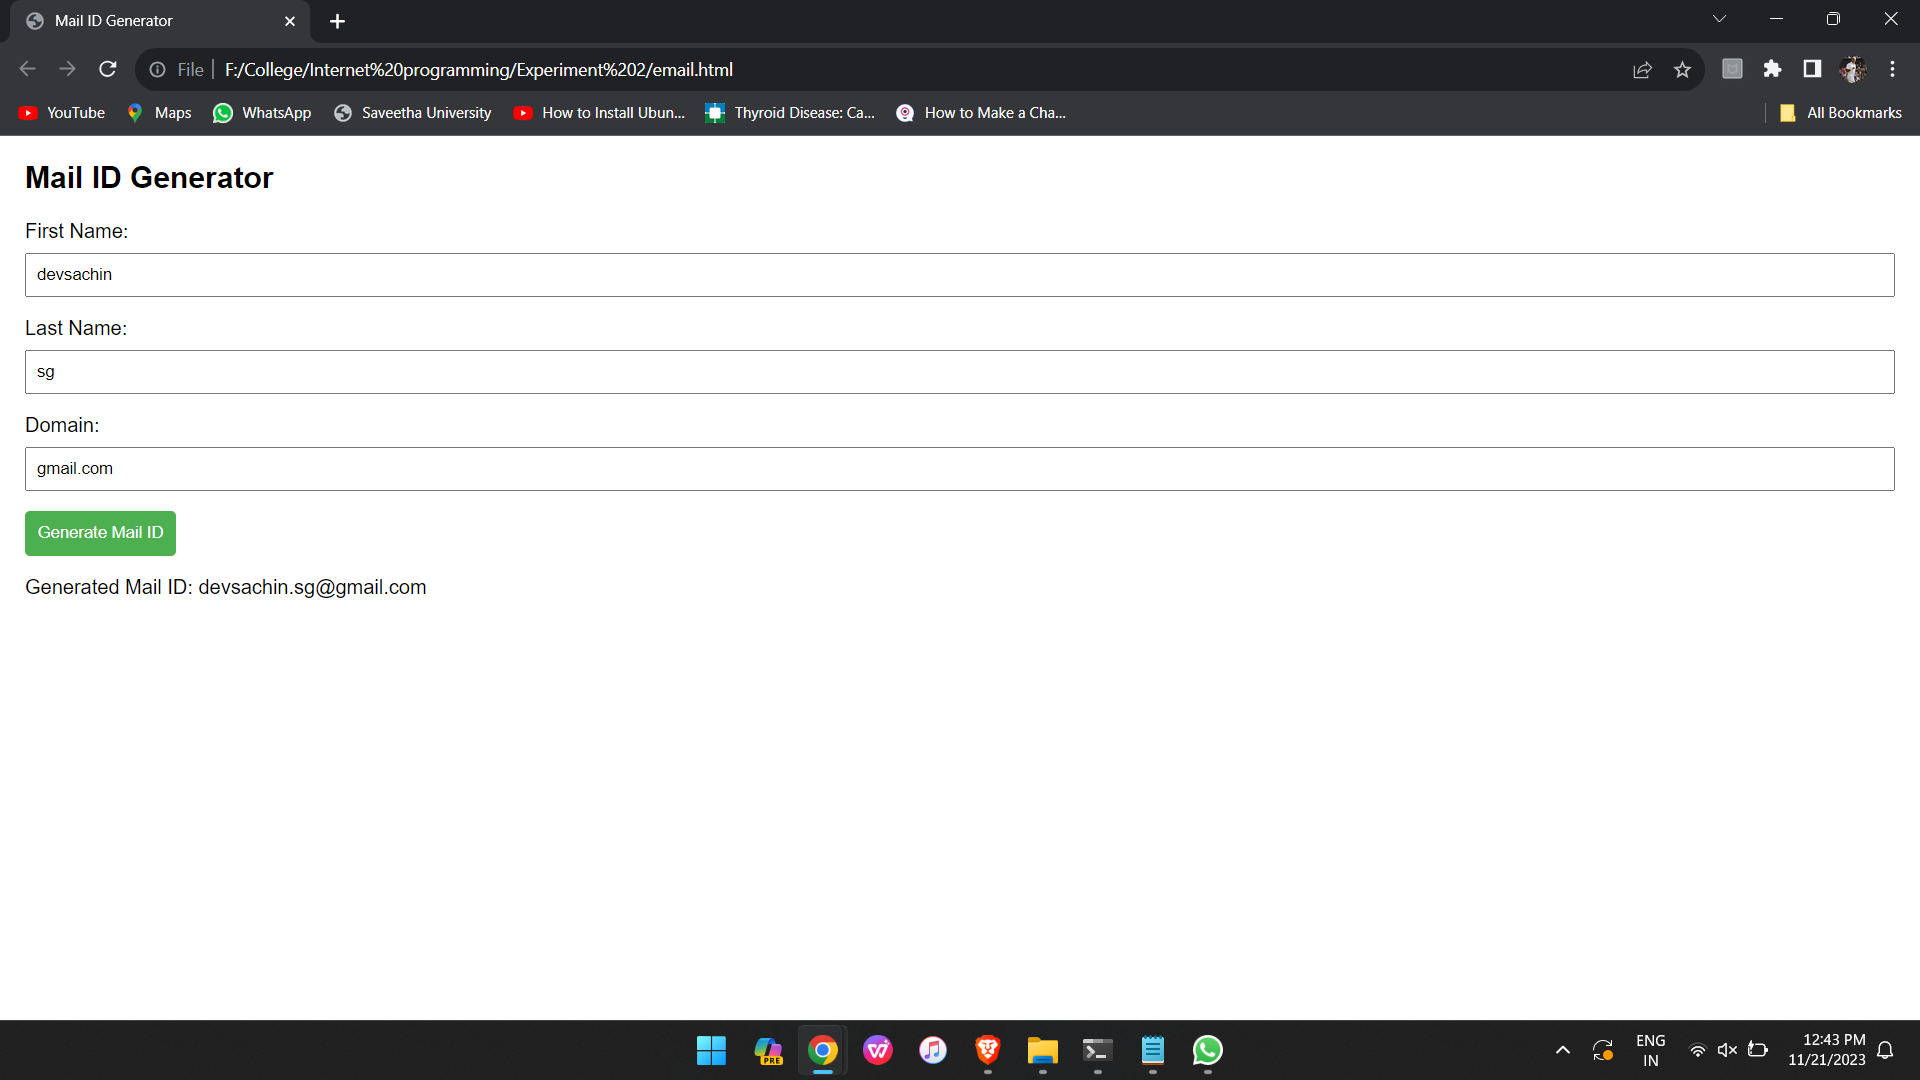 Mail ID Generator
File
F:/College/Internet%20programming/Experiment%202/email.html
YouTube
Maps
WhatsApp
Saveetha University
How to Install Ubun...
Thyroid Disease: Ca...
How to Make a Cha...
All Bookmarks
Mail ID Generator
First Name:
devsachin
Last Name:
sg
Domain:
gmail.com
Generate Mail ID
Generated Mail ID: devsachin.sg@gmail.com
PRE
ENG
IN
12:43 PM
11/21/2023